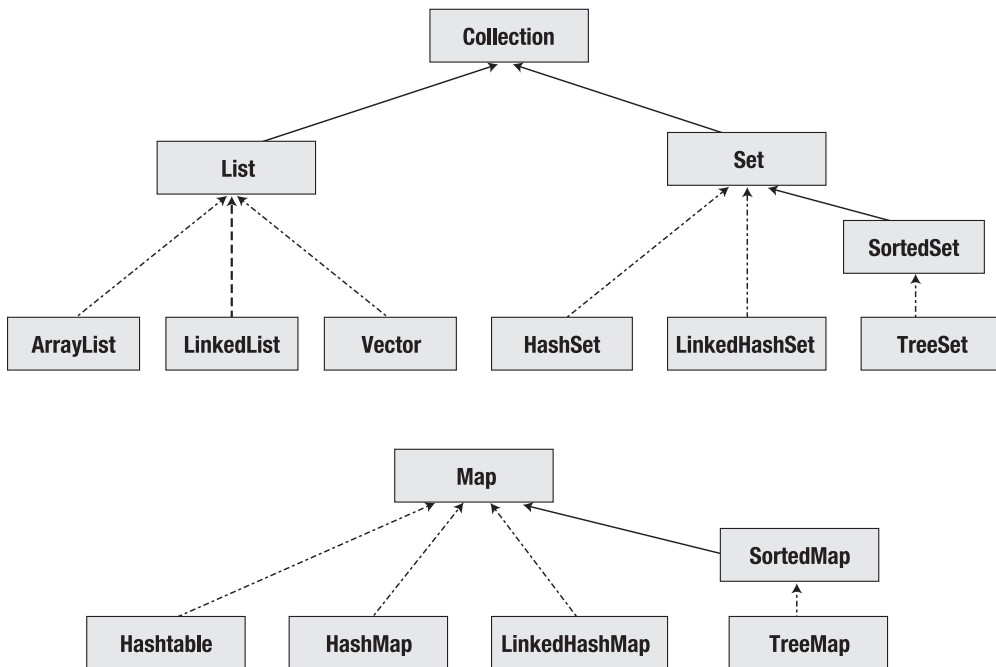 Collection
List
Set
SortedSet
ArrayList
LinkedList
Vector
HashSet
LinkedHashSet
TreeSet
Map
SortedMap
Hashtable
HashMap
LinkedHashMap
TreeMap